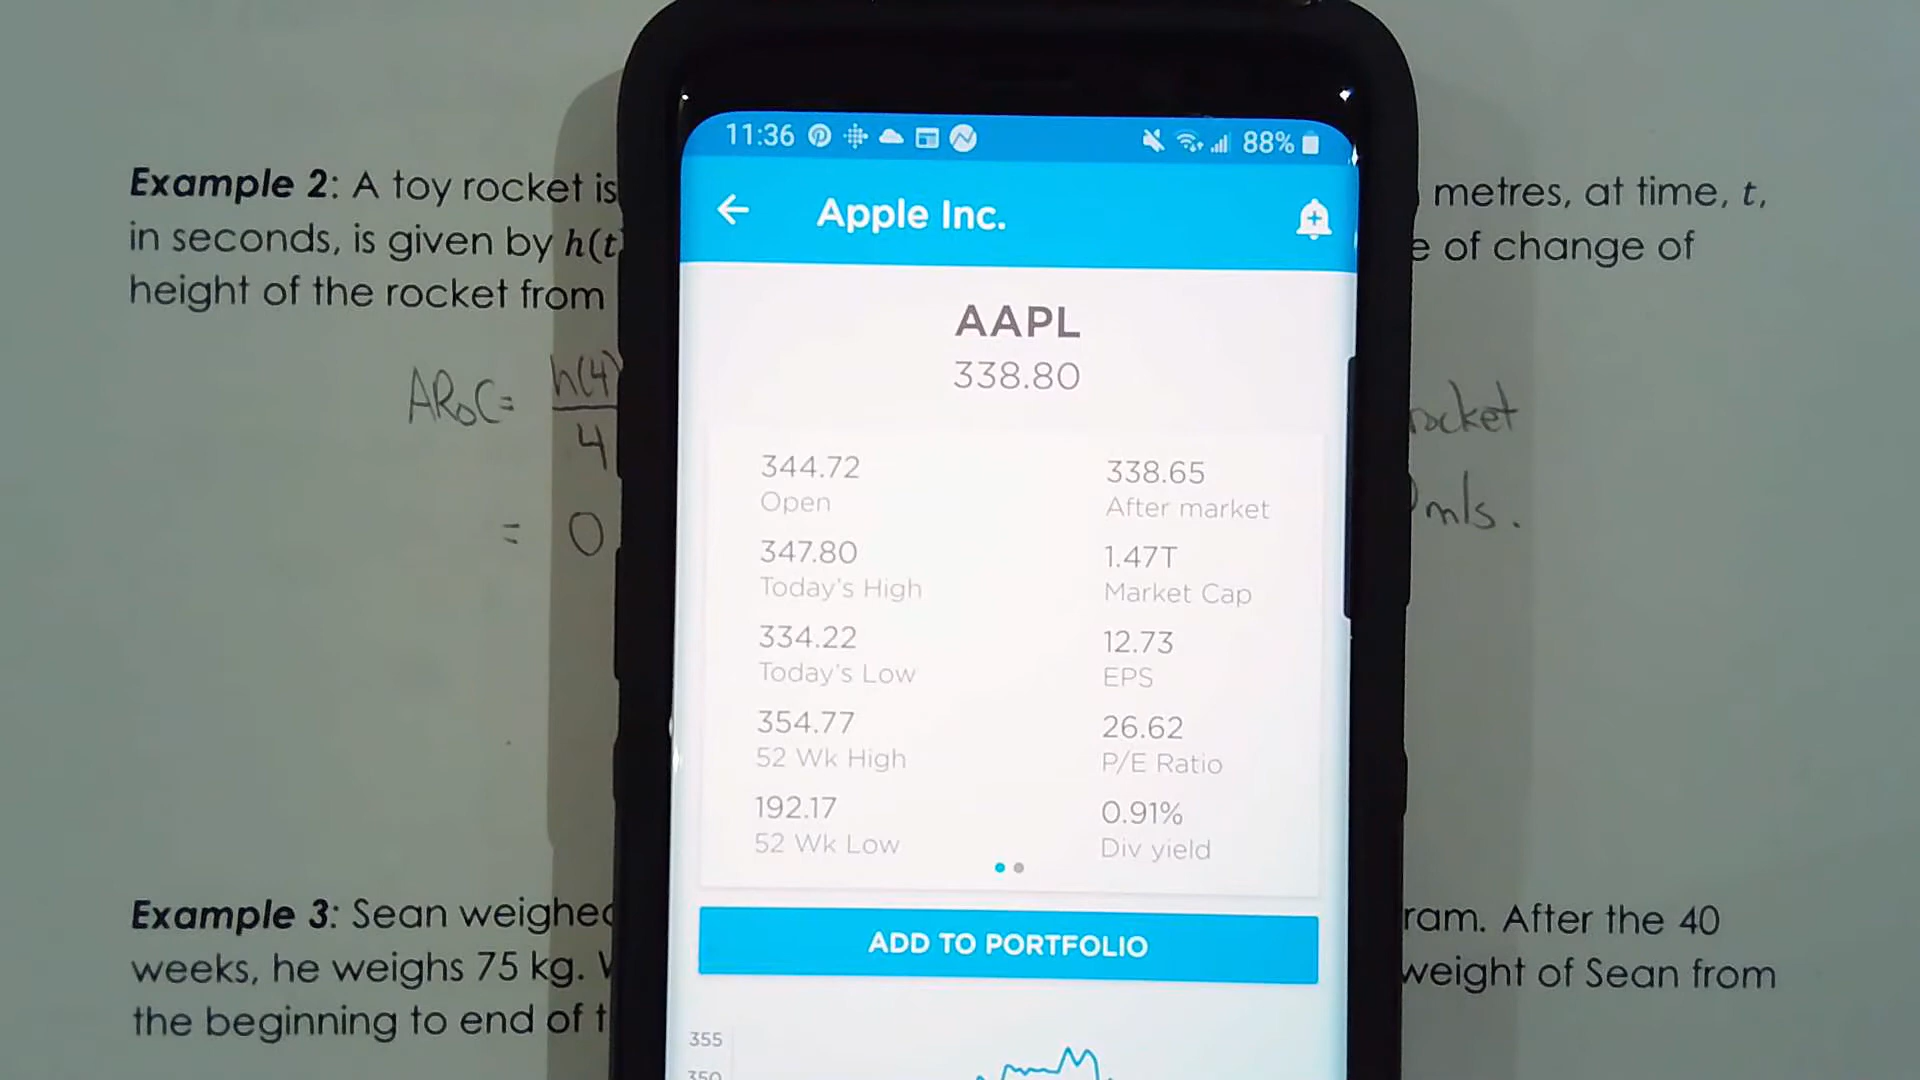 Example 2: A toy rocket is metres, at time, t,
in seconds, is given by h(t of change of
height of the rocket from
ARoC= h(4)
4
= 0
rocket
m/s.
11:36 88%
Apple Inc.
AAPL
338.80
344.72 338.65
Open After market
347.80 1.47T
Today's High Market Cap
334.22 12.73
Today's Low EPS
354.77 26.62
52 Wk High P/E Ratio
192.17 0.91%
52 Wk Low Div yield
ADD TO PORTFOLIO
355
350
Example 3: Sean weighed ram. After the 40
weeks, he weighs 75 kg. weight of Sean from
the beginning to end of t